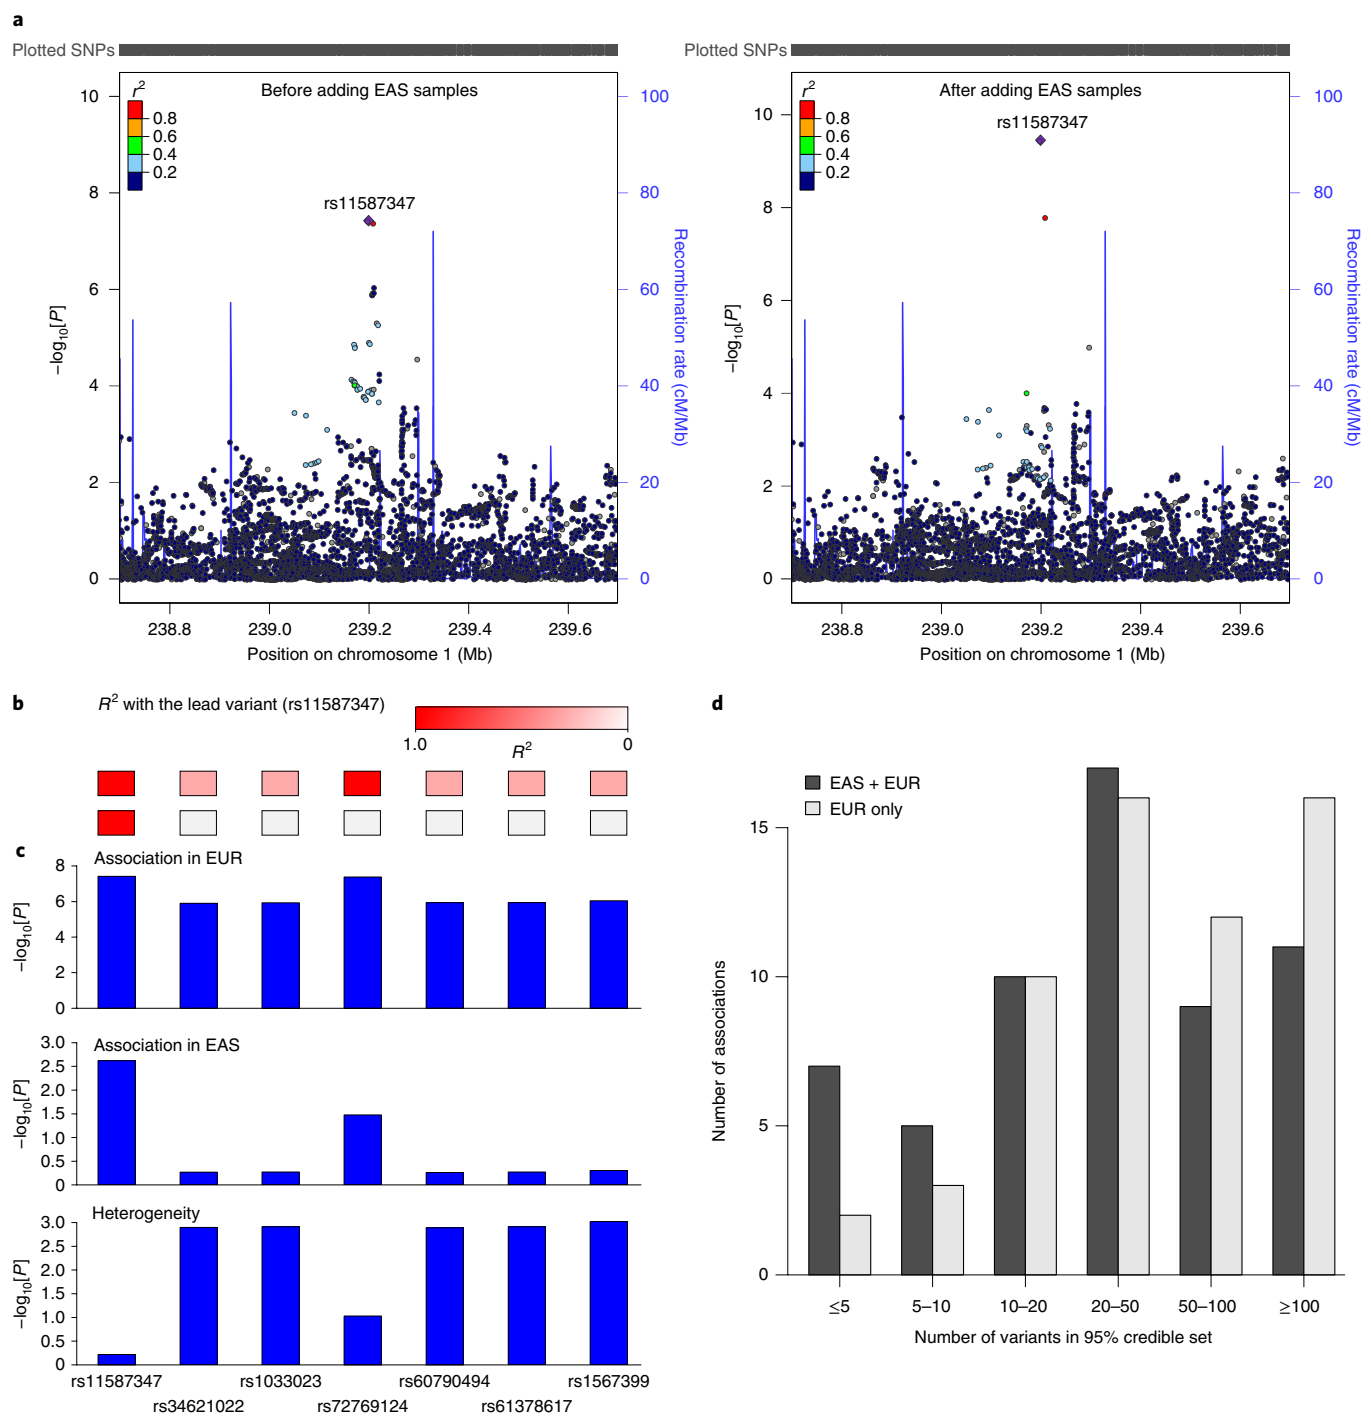 a
Plotted SNPs
Before adding EAS samples
r2
0.8
0.6
0.4
0.2
rs11587347
10
8
6
4
2
0
–log10[P]
100
80
60
40
20
0
Recombination rate (cM/Mb)
238.8 239.0 239.2 239.4 239.6
Position on chromosome 1 (Mb)
Plotted SNPs
After adding EAS samples
r2
0.8
0.6
0.4
0.2
rs11587347
10
8
6
4
2
0
–log10[P]
100
80
60
40
20
0
Recombination rate (cM/Mb)
238.8 239.0 239.2 239.4 239.6
Position on chromosome 1 (Mb)
b
R2 with the lead variant (rs11587347)
1.0 R2 0
c
Association in EUR
8
6
4
2
0
–log10[P]
Association in EAS
3.0
2.5
2.0
1.5
1.0
0.5
0
–log10[P]
Heterogeneity
3.0
2.5
2.0
1.5
1.0
0.5
0
–log10[P]
rs11587347 rs1033023 rs60790494 rs1567399
rs34621022 rs72769124 rs61378617
d
EAS + EUR
EUR only
15
10
5
0
Number of associations
≤5 5–10 10–20 20–50 50–100 ≥100
Number of variants in 95% credible set